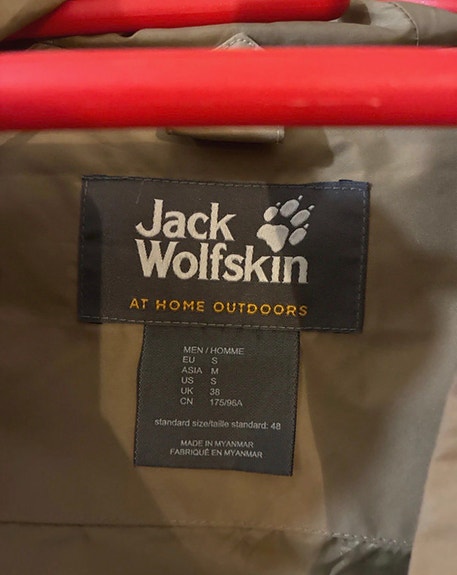 Jack
Wolfskin
AT HOME OUTDOORS
MEN / HOMME
EU S
ASIA M
US S
UK 38
CN 175/96A
standard size/taille standard: 48
MADE IN MYANMAR
FABRIQUÉ EN MYANMAR